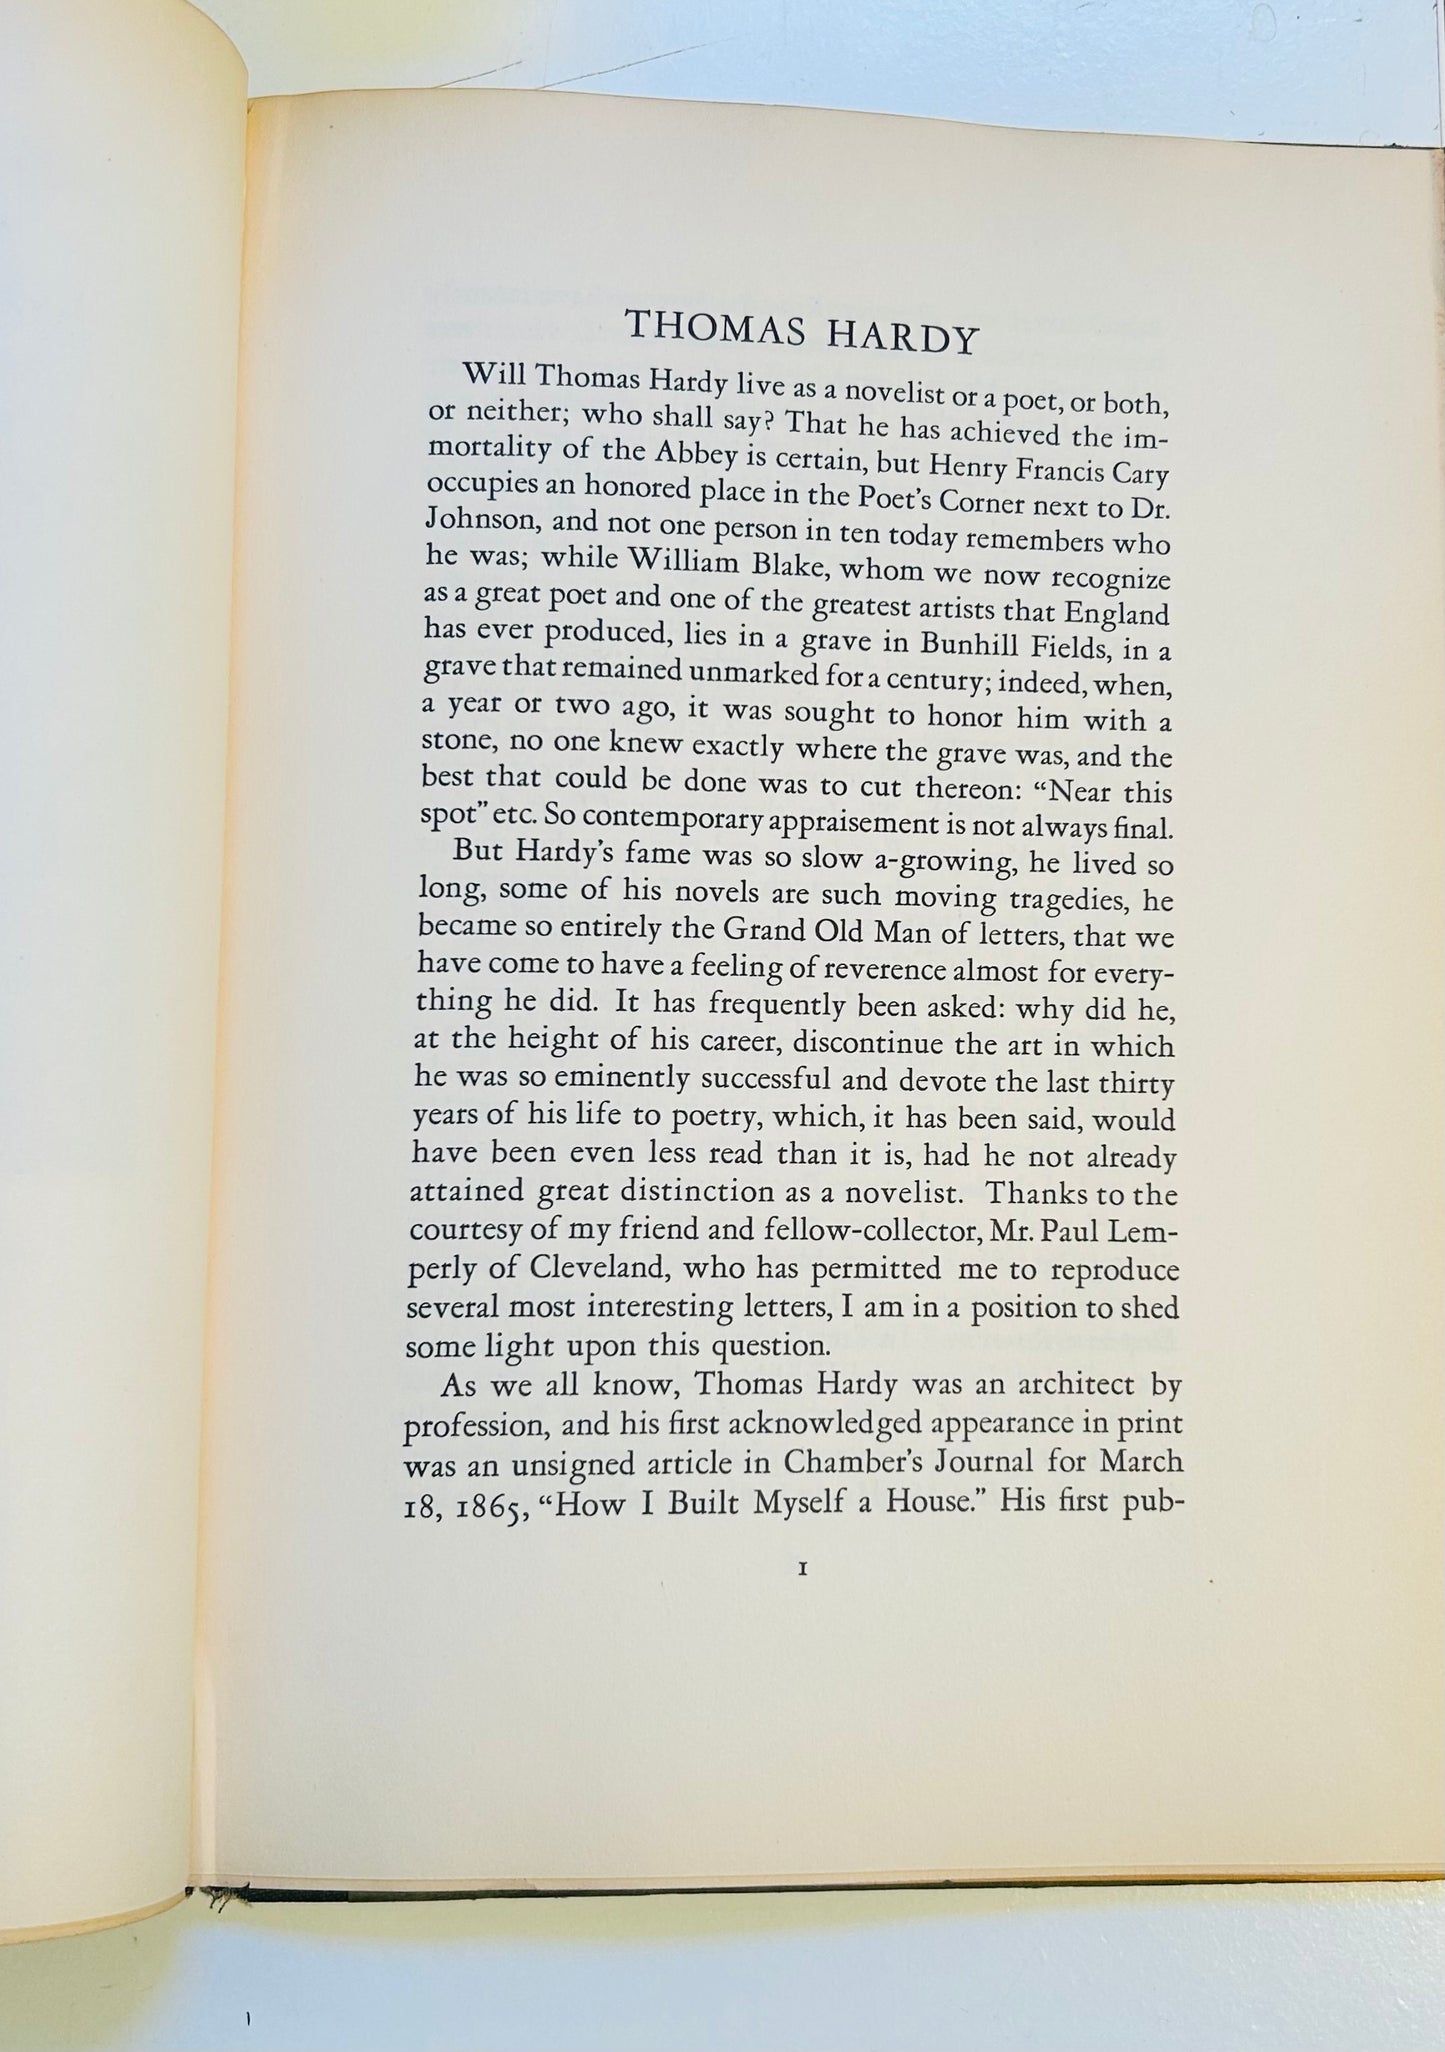 THOMAS HARDY
Will Thomas Hardy live as a novelist or a poet, or both,
or neither; who shall say? That he has achieved the im-
mortality of the Abbey is certain, but Henry Francis Cary
occupies an honored place in the Poet's Corner next to Dr.
Johnson, and not one person in ten today remembers who
he was; while William Blake, whom we now recognize
as a great poet and one of the greatest artists that England
has ever produced, lies in a grave in Bunhill Fields, in a
grave that remained unmarked for a century; indeed, when,
a year or two ago, it was sought to honor him with a
stone, no one knew exactly where the grave was, and the
best that could be done was to cut thereon: “Near this
spot” etc. So contemporary appraisement is not always final.
But Hardy's fame was so slow a-growing, he lived so
long, some of his novels are such moving tragedies, he
became so entirely the Grand Old Man of letters, that we
have come to have a feeling of reverence almost for every-
thing he did. It has frequently been asked: why did he,
at the height of his career, discontinue the art in which
he was so eminently successful and devote the last thirty
years of his life to poetry, which, it has been said, would
have been even less read than it is, had he not already
attained great distinction as a novelist. Thanks to the
courtesy of my friend and fellow-collector, Mr. Paul Lem-
perly of Cleveland, who has permitted me to reproduce
several most interesting letters, I am in a position to shed
some light upon this question.
As we all know, Thomas Hardy was an architect by
profession, and his first acknowledged appearance in print
was an unsigned article in Chamber's Journal for March
18, 1865, “How I Built Myself a House.” His first pub-
1